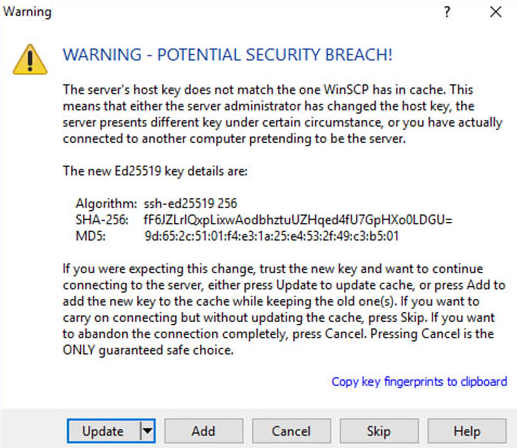 Warning
?
WARNING - POTENTIAL SECURITY BREACH!
The server's host key does not match the one WinSCP has in cache. This
means that either the server administrator has changed the host key, the
server presents different key under certain circumstance, or you have actually
connected to another computer pretending to be the server.
The new Ed25519 key details are:
Algorithm: ssh-ed25519 256
SHA-256: fF6JZLrIQxpLixwAodbhztuUZHqed4fU7GpHXo0LDGU=
MD5: 9d:65:2c:51:01:f4:e3:1a:25:e4:53:2f:49:c3:b5:01
If you were expecting this change, trust the new key and want to continue
connecting to the server, either press Update to update cache, or press Add to
add the new key to the cache while keeping the old one(s). If you want to
carry on connecting but without updating the cache, press Skip. If you want
to abandon the connection completely, press Cancel. Pressing Cancel is the
ONLY guaranteed safe choice.
Copy key fingerprints to clipboard
Update Add Cancel Skip Help